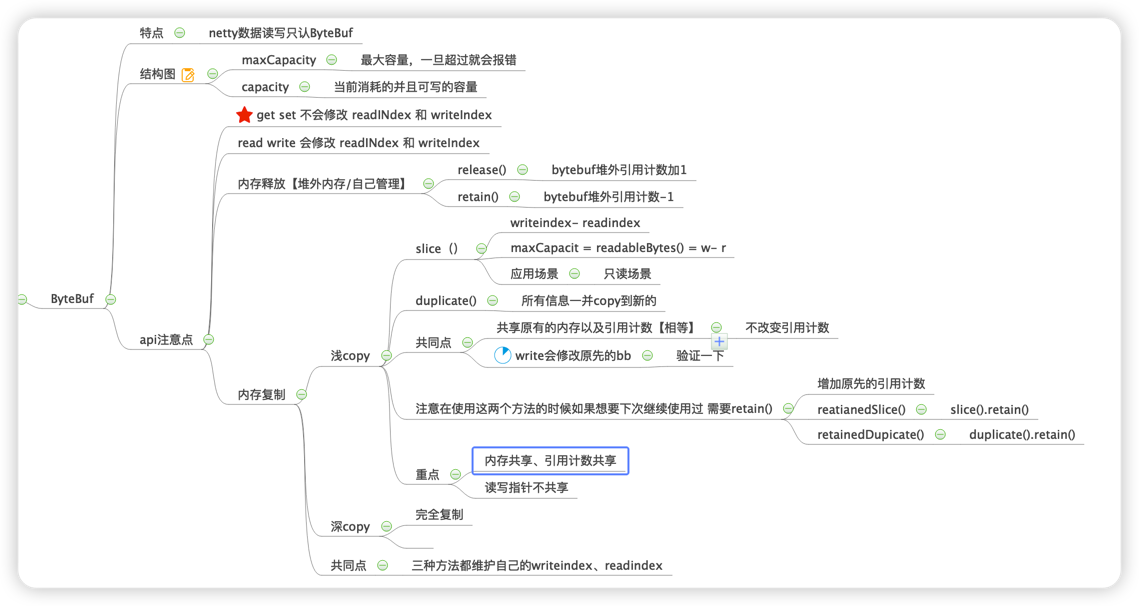 ByteBuf
特点
netty数据读写只认ByteBuf
结构图
maxCapacity
最大容量，一旦超过就会报错
capacity
当前消耗的并且可写的容量
api注意点
get set 不会修改 readINdex 和 writeIndex
read write 会修改 readINdex 和 writeIndex
内存释放【堆外内存/自己管理】
release()
bytebuf堆外引用计数加1
retain()
bytebuf堆外引用计数-1
内存复制
浅copy
slice（）
writeindex- readindex
maxCapacit = readableBytes() = w- r
应用场景
只读场景
duplicate()
所有信息一并copy到新的
共同点
共享原有的内存以及引用计数【相等】
不改变引用计数
write会修改原先的bb
验证一下
注意在使用这两个方法的时候如果想要下次继续使用过 需要retain()
增加原先的引用计数
reatianedSlice()
slice().retain()
retainedDupicate()
duplicate().retain()
重点
内存共享、引用计数共享
读写指针不共享
深copy
完全复制
共同点
三种方法都维护自己的writeindex、readindex